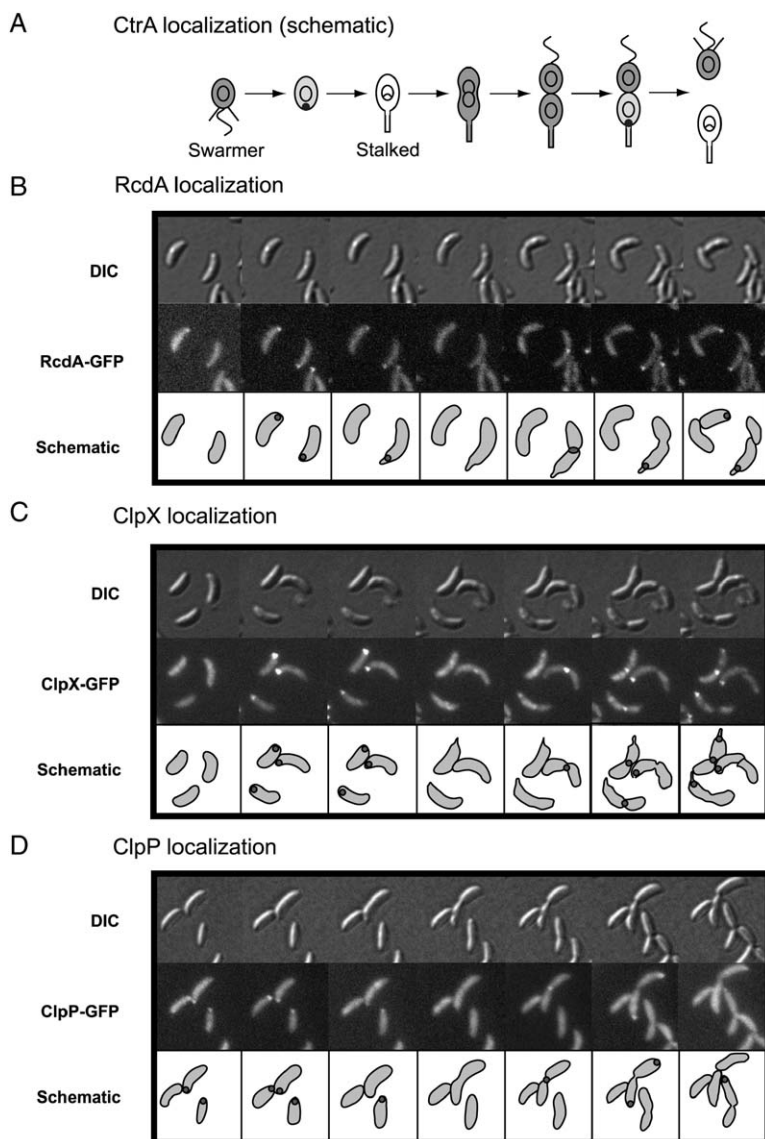 A
CtrA localization (schematic)
Swarmer
Stalked
B
RcdA localization
DIC
RcdA-GFP
Schematic
C
ClpX localization
DIC
ClpX-GFP
Schematic
D
ClpP localization
DIC
ClpP-GFP
Schematic